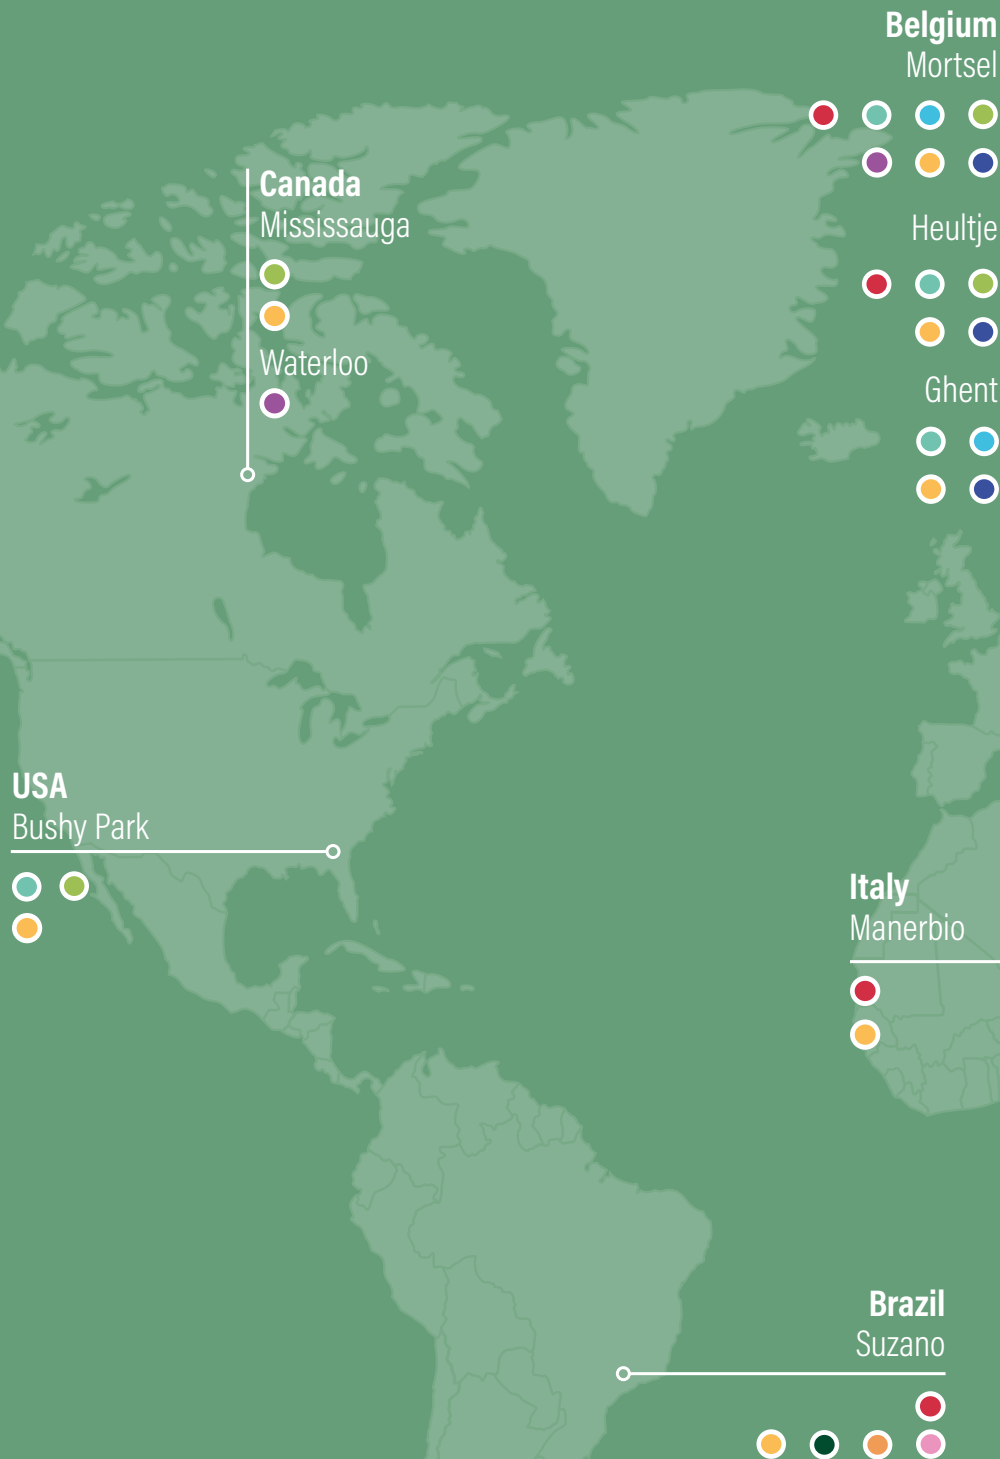 Belgium
Mortsel
Heultje
Ghent
Canada
Mississauga
Waterloo
USA
Bushy Park
Italy
Manerbio
Brazil
Suzano